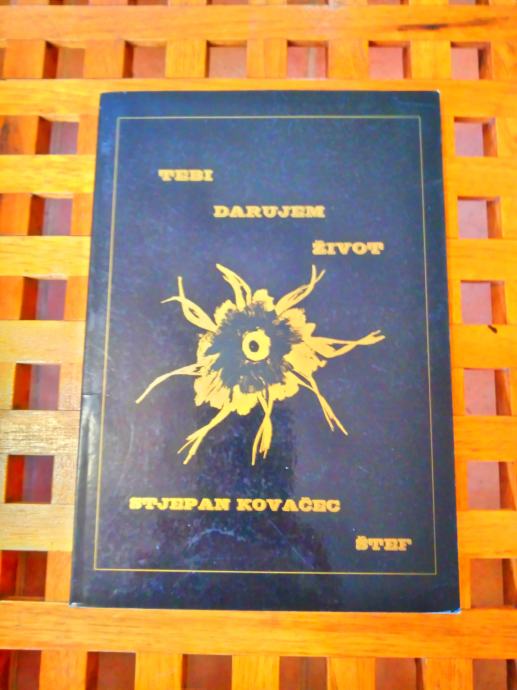 TEBI
DARUJEM
ŽIVOT
STJEPAN KOVAČEC
ŠTEF